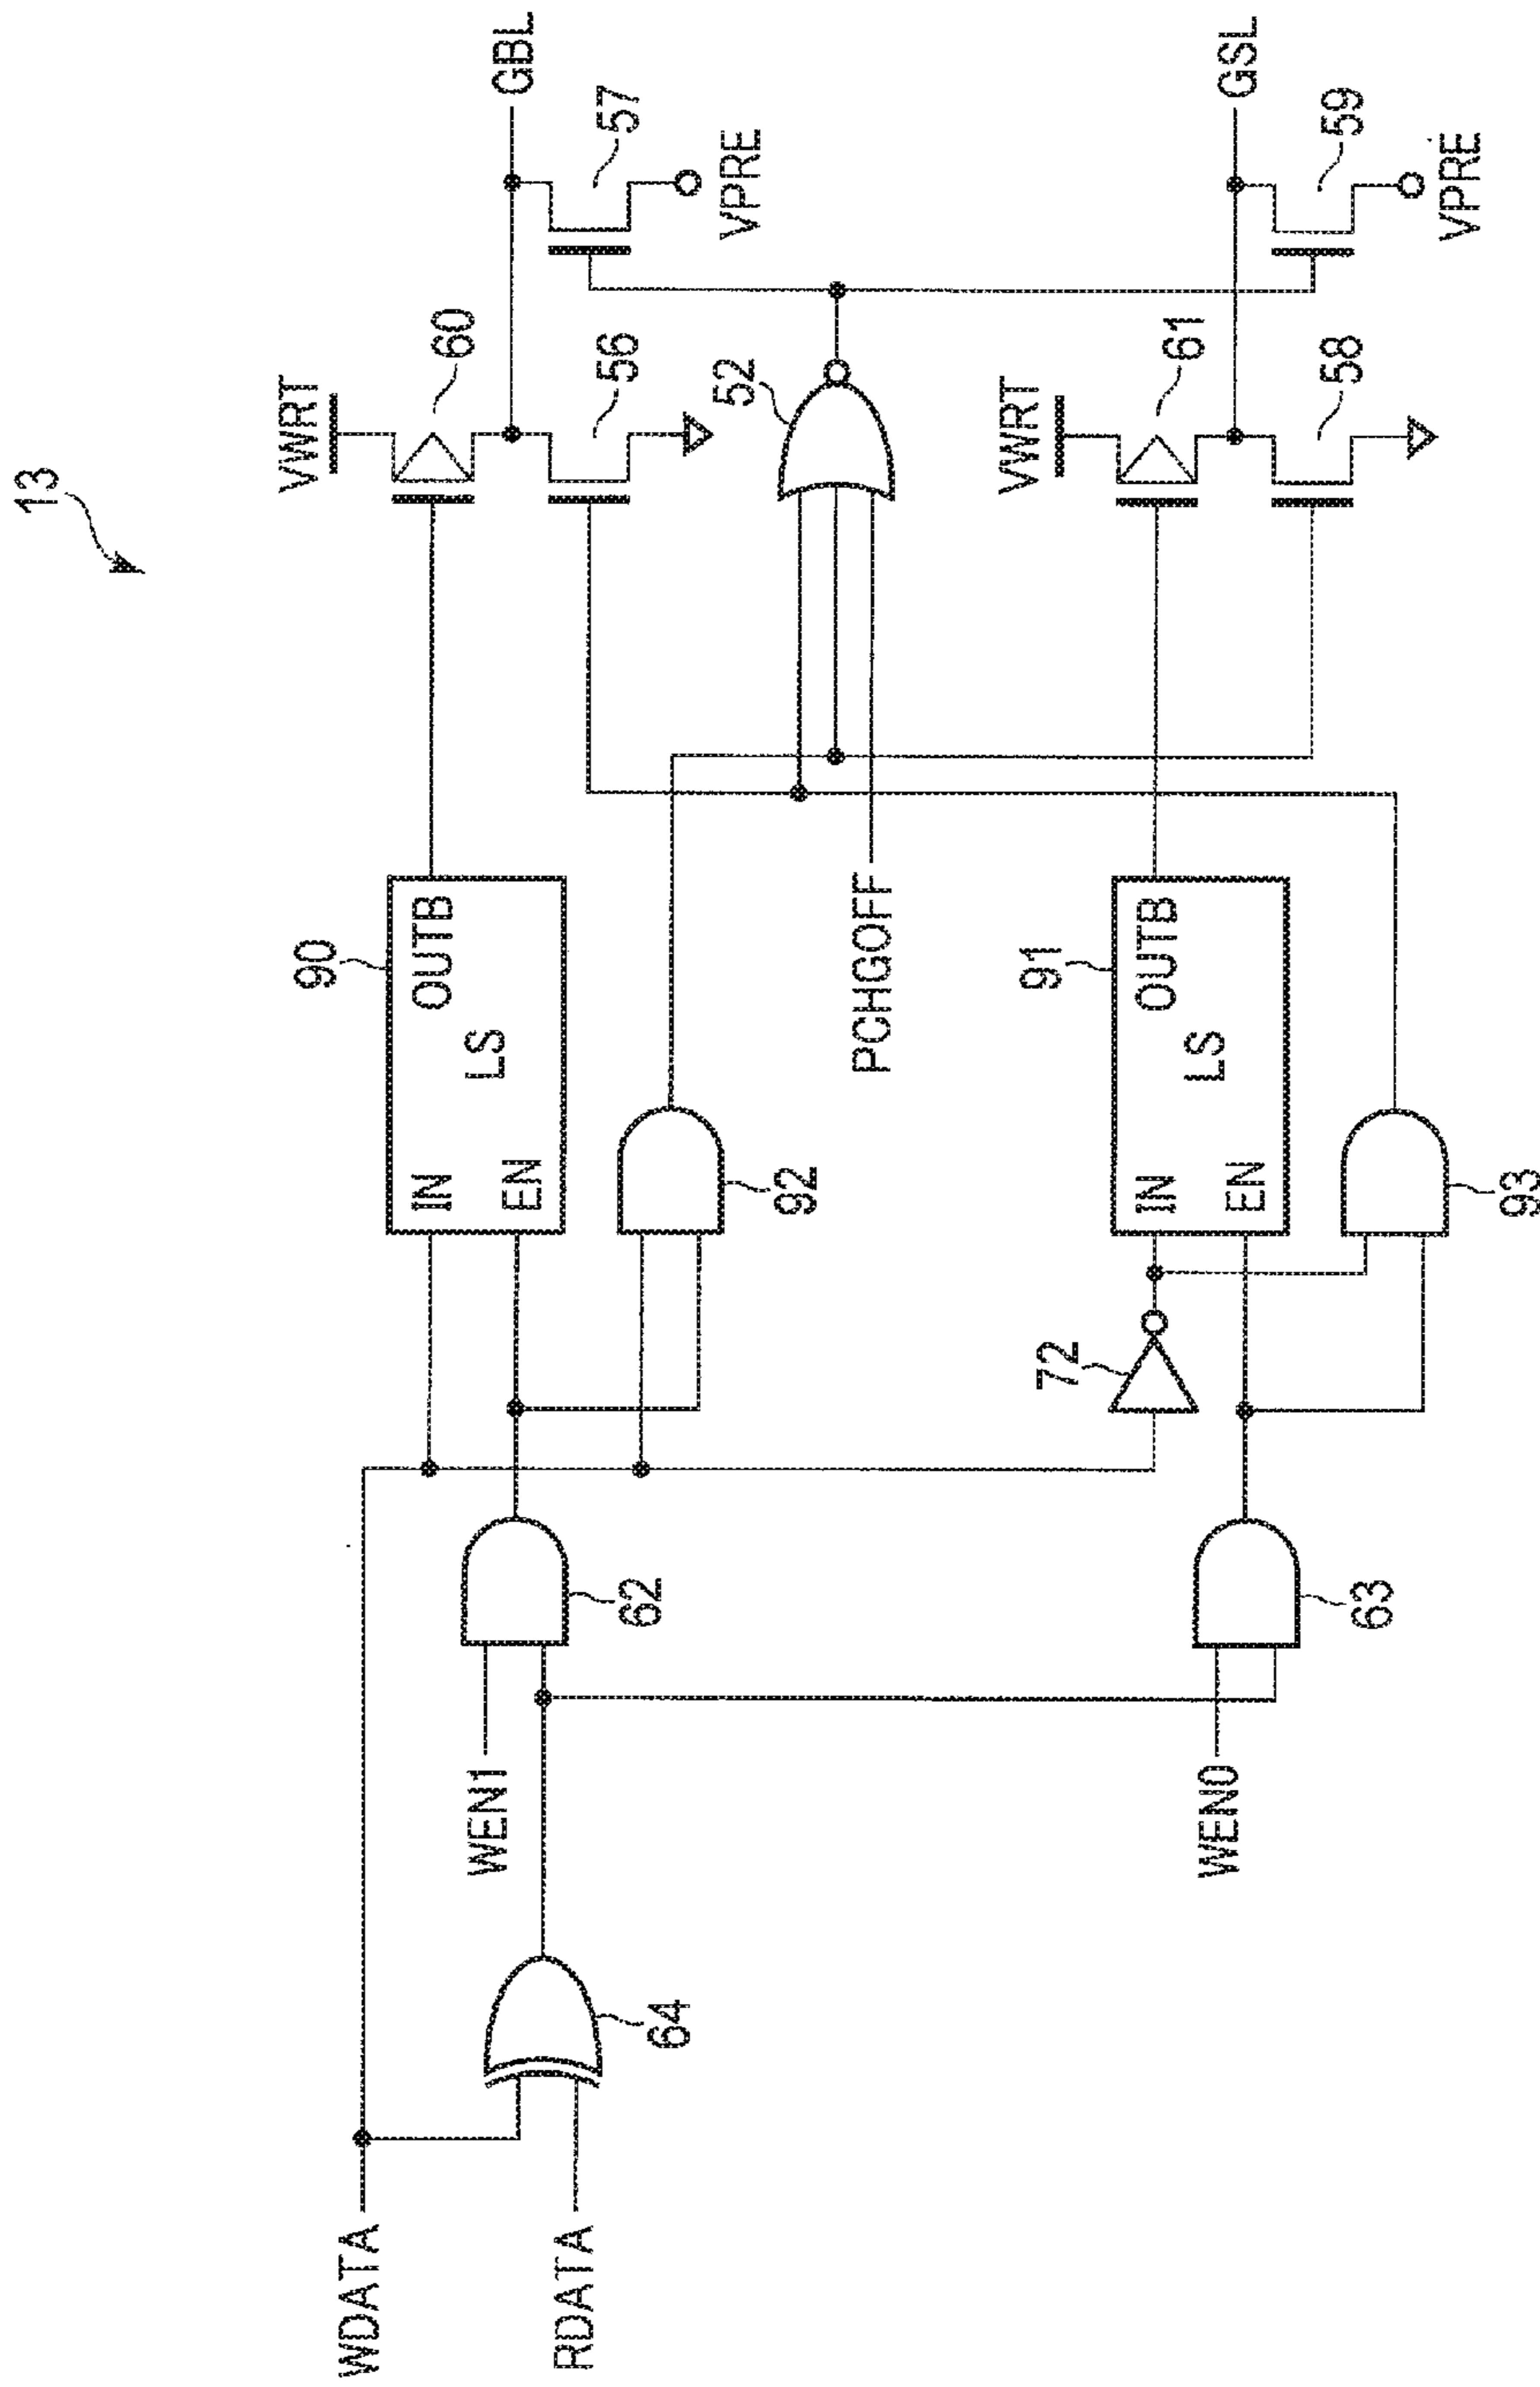 13
WDATA
RDATA
64
WEN1
62
WEN0
63
72
90
IN
EN
LS
OUTB
92
PCHGOFF
91
IN
EN
LS
OUTB
93
VWRT
60
56
52
VWRT
61
58
GBL
57
VPRE
GSL
59
VPRE